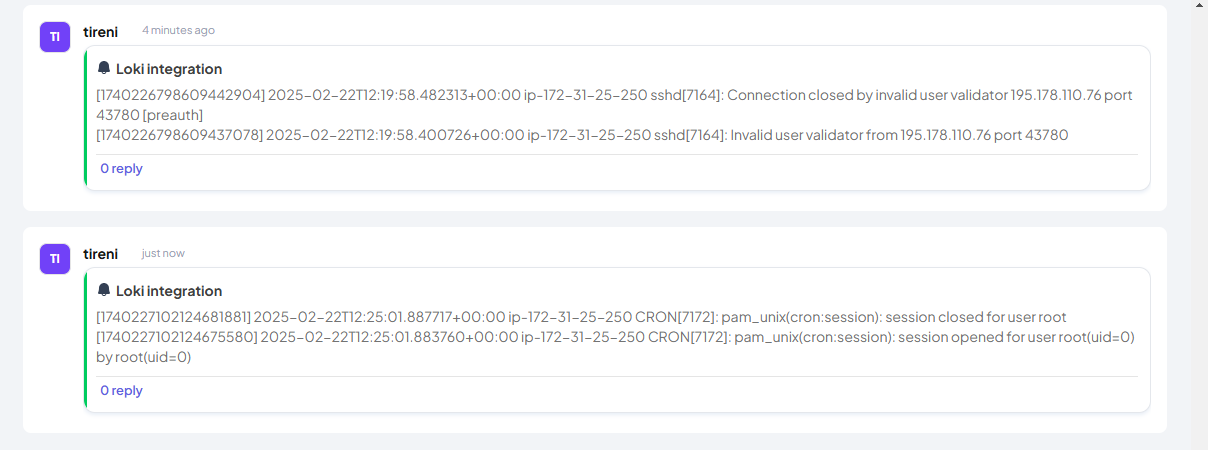 TI tireni 4 minutes ago
Loki integration
[1740226798609442904] 2025-02-22T12:19:58.482313+00:00 ip-172-31-25-250 sshd[7164]: Connection closed by invalid user validator 195.178.110.76 port
43780 [preauth]
[1740226798609437078] 2025-02-22T12:19:58.400726+00:00 ip-172-31-25-250 sshd[7164]: Invalid user validator from 195.178.110.76 port 43780
0 reply
TI tireni just now
Loki integration
[1740227102124681881] 2025-02-22T12:25:01.887717+00:00 ip-172-31-25-250 CRON[7172]: pam_unix(cron:session): session closed for user root
[1740227102124675580] 2025-02-22T12:25:01.883760+00:00 ip-172-31-25-250 CRON[7172]: pam_unix(cron:session): session opened for user root(uid=0)
by root(uid=0)
0 reply